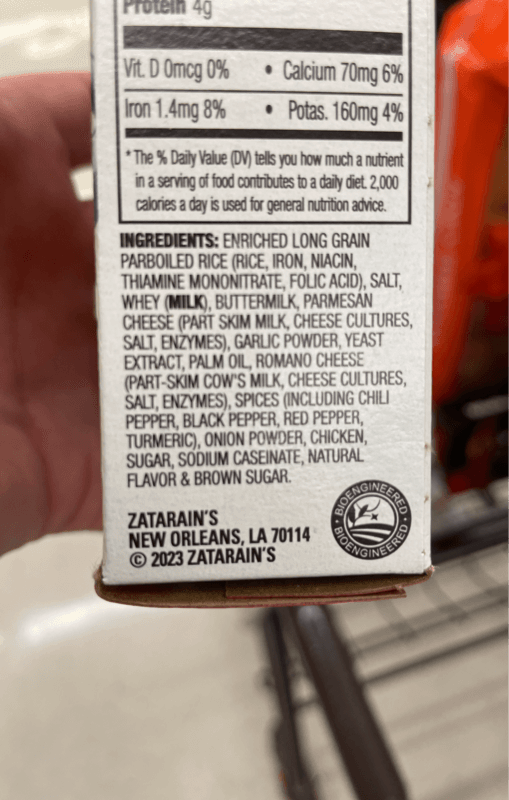 Protein 4g
Vit. D 0mcg 0% • Calcium 70mg 6%
Iron 1.4mg 8% • Potas. 160mg 4%
* The % Daily Value (DV) tells you how much a nutrient
in a serving of food contributes to a daily diet. 2,000
calories a day is used for general nutrition advice.
INGREDIENTS: ENRICHED LONG GRAIN
PARBOILED RICE (RICE, IRON, NIACIN,
THIAMINE MONONITRATE, FOLIC ACID), SALT,
WHEY (MILK), BUTTERMILK, PARMESAN
CHEESE (PART SKIM MILK, CHEESE CULTURES,
SALT, ENZYMES), GARLIC POWDER, YEAST
EXTRACT, PALM OIL, ROMANO CHEESE
(PART-SKIM COW'S MILK, CHEESE CULTURES,
SALT, ENZYMES), SPICES (INCLUDING CHILI
PEPPER, BLACK PEPPER, RED PEPPER,
TURMERIC), ONION POWDER, CHICKEN,
SUGAR, SODIUM CASEINATE, NATURAL
FLAVOR & BROWN SUGAR.
BIOENGINEERED
BIOENGINEERED
ZATARAIN'S
NEW ORLEANS, LA 70114
© 2023 ZATARAIN'S